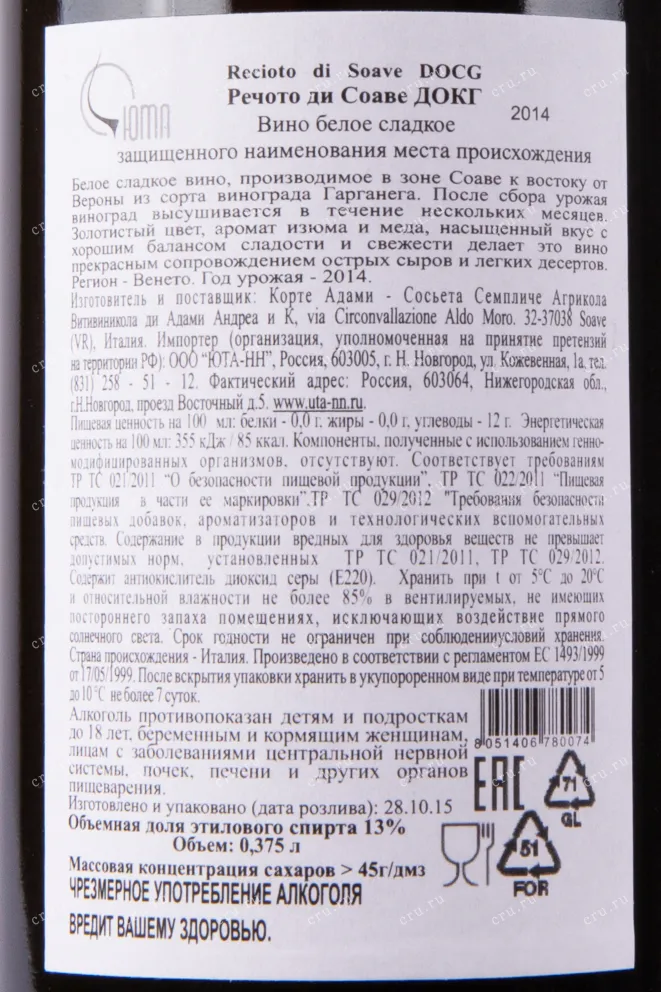 ЮТА
Recioto di Soave DOCG
Речото ди Соаве ДОКГ
2014
Вино белое сладкое
защищенного наименования места происхождения
Белое сладкое вино, производимое в зоне Соаве к востоку от
Вероны из сорта винограда Гарганега. После сбора урожая
виноград высушивается в течение нескольких месяцев.
Золотистый цвет, аромат изюма и меда, насыщенный вкус с
хорошим балансом сладости и свежести делает это вино
прекрасным сопровождением острых сыров и легких десертов.
Регион - Венето. Год урожая - 2014.
Изготовитель и поставщик: Корте Адами - Сосьета Семпличе Агрикола
Витивиникола ди Адами Андреа и К, via Circonvallazione Aldo Moro. 32-37038 Soave
(VR), Италия. Импортер (организация, уполномоченная на принятие претензий
на территории РФ): ООО "ЮТА-НН", Россия, 603005, г. Н. Новгород, ул. Кожевенная, 1а, тел.
(831) 258 - 51 - 12. Фактический адрес: Россия, 603064, Нижегородская обл.,
г.Н.Новгород, проезд Восточный д.5. www.uta-nn.ru.
Пищевая ценность на 100 мл: белки - 0,0 г. жиры - 0,0 г, углеводы - 12 г. Энергетическая
ценность на 100 мл: 355 кДж / 85 ккал. Компоненты, полученные с использованием генно-
модифицированных организмов, отсутствуют. Соответствует требованиям
ТР ТС 021/2011 "О безопасности пищевой продукции", ТР ТС 022/2011 "Пищевая
продукция в части ее маркировки".ТР ТС 029/2012 "Требования безопасности
пищевых добавок, ароматизаторов и технологических вспомогательных
средств. Содержание в продукции вредных для здоровья веществ не превышает
допустимых норм, установленных ТР ТС 021/2011, ТР ТС 029/2012.
Содержит антиокислитель диоксид серы (Е220). Хранить при t от 5°С до 20°С
и относительной влажности не более 85% в вентилируемых, не имеющих
постороннего запаха помещениях, исключающих воздействие прямого
солнечного света. Срок годности не ограничен при соблюденииусловий хранения.
Страна происхождения - Италия. Произведено в соответствии с регламентом ЕС 1493/1999
от 17/05/1999. После вскрытия упаковки хранить в укупоренном виде при температуре от 5
до 10°С не более 7 суток.
Алкоголь противопоказан детям и подросткам
до 18 лет, беременным и кормящим женщинам,
лицам с заболеваниями центральной нервной
системы, почек, печени и других органов
пищеварения.
8 051406 780074
Изготовлено и упаковано (дата розлива): 28.10.15
ЕАС
71
GL
Объемная доля этилового спирта 13%
Объем: 0,375 л
51
FOR
Массовая концентрация сахаров > 45г/дмз
ЧРЕЗМЕРНОЕ УПОТРЕБЛЕНИЕ АЛКОГОЛЯ
ВРЕДИТ ВАШЕМУ ЗДОРОВЬЮ.
cru.ru